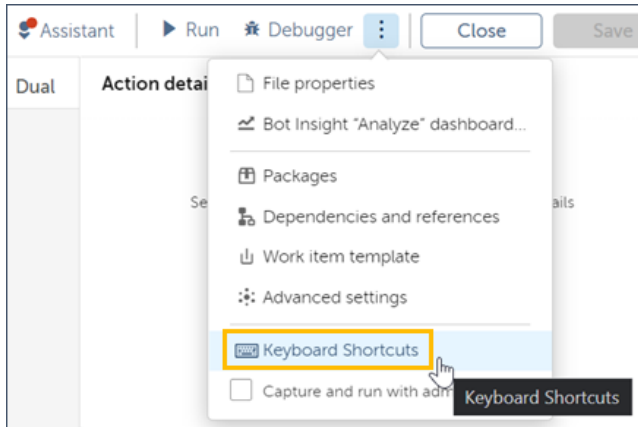 Assistant
Run
Debugger
Close
Save
Dual
Action detai
File properties
Bot Insight "Analyze" dashboard...
Packages
Se
ails
Dependencies and references
Work item template
Advanced settings
Keyboard Shortcuts
Capture and run with adm
Keyboard Shortcuts